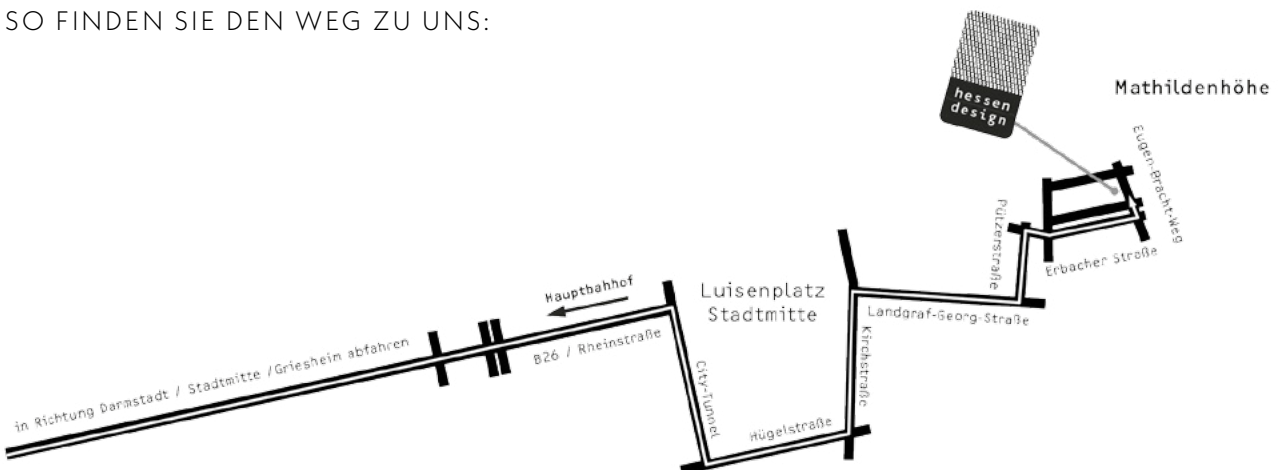 SO FINDEN SIE DEN WEG ZU UNS:
hessen
design
Mathildenhöhe
Eugen-Bracht-Weg
Pützerstraße
Erbacher Straße
Hauptbahhof
Luisenplatz
Stadtmitte
Landgraf-Georg-Straße
Kirchstraße
B26 / Rheinstraße
in Richtung Darmstadt / Stadtmitte /Griesheim abfahren
City-Tunnel
Hügelstraße